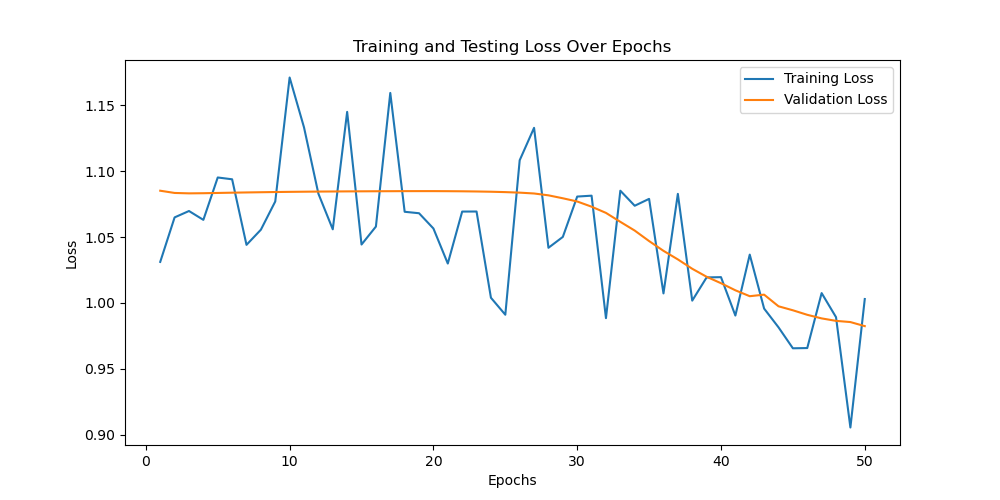 Training and Testing Loss Over Epochs
Training Loss
Validation Loss
1.15
1.10
1.05
1.00
0.95
0.90
Loss
0 10 20 30 40 50
Epochs